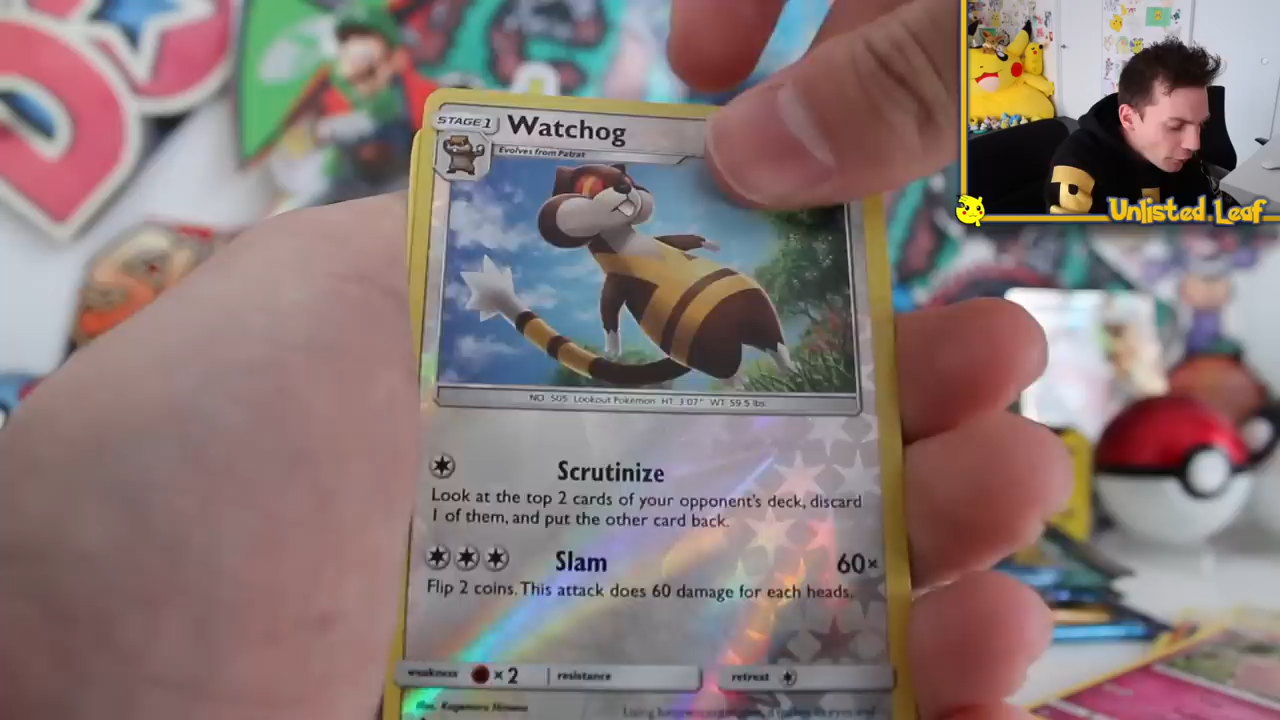 STAGE 1
Watchog
Evolves from Patrat
Unlisted.Leaf
NO. 505 Lookout Pokémon HT: 3'07" WT: 59.5 lbs.
Scrutinize
Look at the top 2 cards of your opponent's deck, discard
1 of them, and put the other card back.
Slam 60×
Flip 2 coins. This attack does 60 damage for each heads.
weakness ×2 resistance retreat
Illus. Kagemaru Himeno